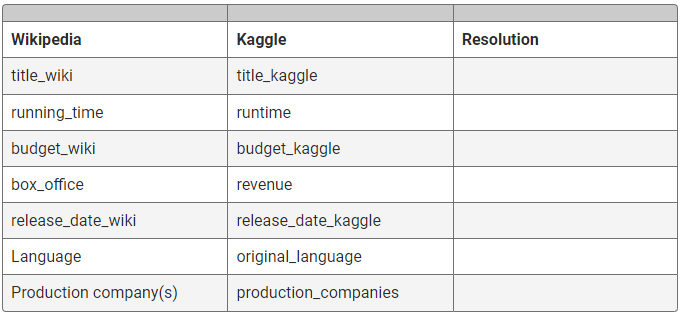 Wikipedia Kaggle Resolution
title_wiki title_kaggle
running_time runtime
budget_wiki budget_kaggle
box_office revenue
release_date_wiki release_date_kaggle
Language original_language
Production company(s) production_companies